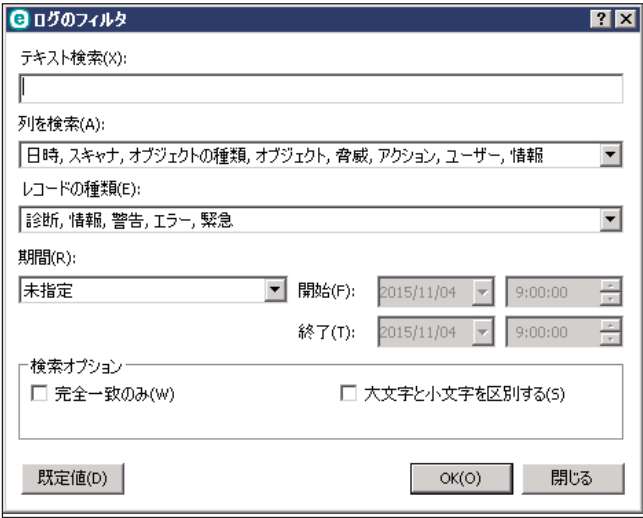 ログのフィルタ
テキスト検索(X):
列を検索(A):
日時, スキャナ, オブジェクトの種類, オブジェクト, 脅威, アクション, ユーザー, 情報
レコードの種類(E):
診断, 情報, 警告, エラー, 緊急
期間(R):
未指定 開始(F): 2015/11/04 9:00:00
終了(T): 2015/11/04 9:00:00
検索オプション
完全一致のみ(W) 大文字と小文字を区別する(S)
既定値(D) OK(O) 閉じる